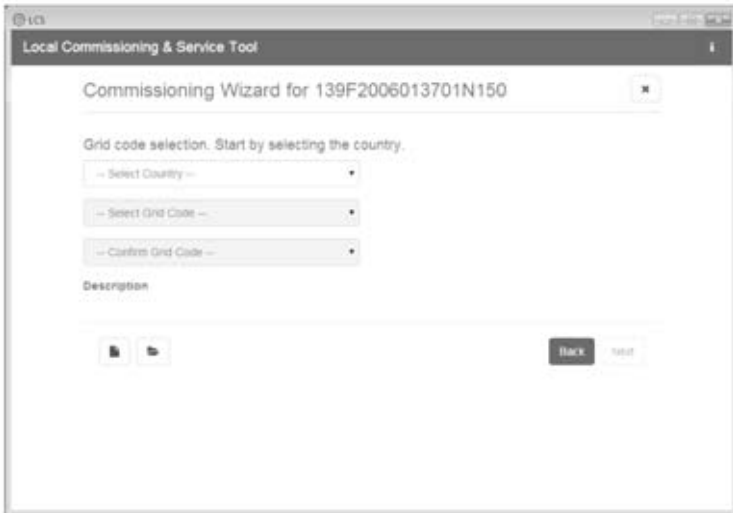 LCS
Local Commissioning & Service Tool
Commissioning Wizard for 139F2006013701N150
Grid code selection. Start by selecting the country.
-- Select Country --
-- Select Grid Code --
-- Confirm Grid Code --
Description
Back Next